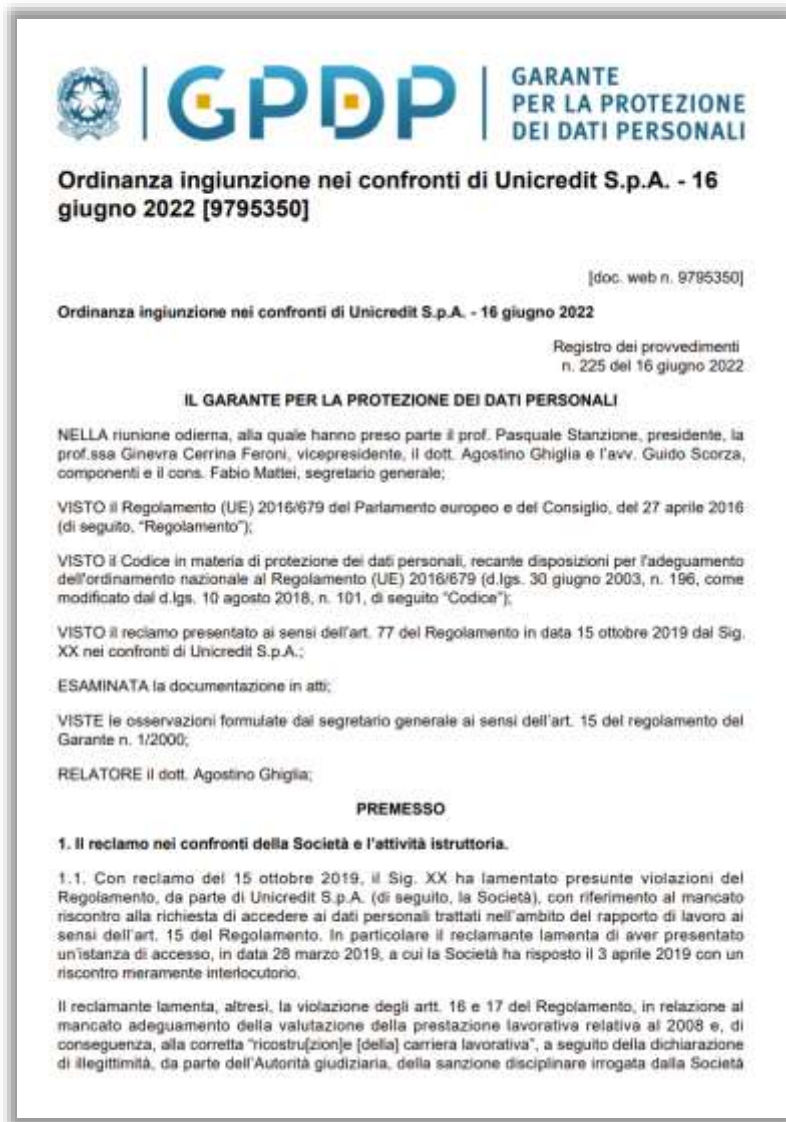 GPDP
GARANTE
PER LA PROTEZIONE
DEI DATI PERSONALI
Ordinanza ingiunzione nei confronti di Unicredit S.p.A. - 16
giugno 2022 [9795350]
[doc. web n. 9795350]
Ordinanza ingiunzione nei confronti di Unicredit S.p.A. - 16 giugno 2022
Registro dei provvedimenti
n. 225 del 16 giugno 2022
IL GARANTE PER LA PROTEZIONE DEI DATI PERSONALI
NELLA riunione odierna, alla quale hanno preso parte il prof. Pasquale Stanzione, presidente, la
prof.ssa Ginevra Cerrina Feroni, vicepresidente, il dott. Agostino Ghiglia e l'avv. Guido Scorza,
componenti e il cons. Fabio Mattei, segretario generale;
VISTO il Regolamento (UE) 2016/679 del Parlamento europeo e del Consiglio, del 27 aprile 2016
(di seguito, "Regolamento");
VISTO il Codice in materia di protezione dei dati personali, recante disposizioni per l'adeguamento
dell'ordinamento nazionale al Regolamento (UE) 2016/679 (d.lgs. 30 giugno 2003, n. 196, come
modificato dal d.lgs. 10 agosto 2018, n. 101, di seguito "Codice");
VISTO il reclamo presentato ai sensi dell'art. 77 del Regolamento in data 15 ottobre 2019 dal Sig.
XX nei confronti di Unicredit S.p.A.;
ESAMINATA la documentazione in atti;
VISTE le osservazioni formulate dal segretario generale ai sensi dell'art. 15 del regolamento del
Garante n. 1/2000;
RELATORE il dott. Agostino Ghiglia;
PREMESSO
1. Il reclamo nei confronti della Società e l'attività istruttoria.
1.1. Con reclamo del 15 ottobre 2019, il Sig. XX ha lamentato presunte violazioni del
Regolamento, da parte di Unicredit S.p.A. (di seguito, la Società), con riferimento al mancato
riscontro alla richiesta di accedere ai dati personali trattati nell'ambito del rapporto di lavoro ai
sensi dell'art. 15 del Regolamento. In particolare il reclamante lamenta di aver presentato
un'istanza di accesso, in data 28 marzo 2019, a cui la Società ha risposto il 3 aprile 2019 con un
riscontro meramente interlocutorio.
Il reclamante lamenta, altresì, la violazione degli artt. 16 e 17 del Regolamento, in relazione al
mancato adeguamento della valutazione della prestazione lavorativa relativa al 2008 e, di
conseguenza, alla corretta "ricostru[zion]e [della] carriera lavorativa", a seguito della dichiarazione
di illegittimità, da parte dell'Autorità giudiziaria, della sanzione disciplinare irrogata dalla Società